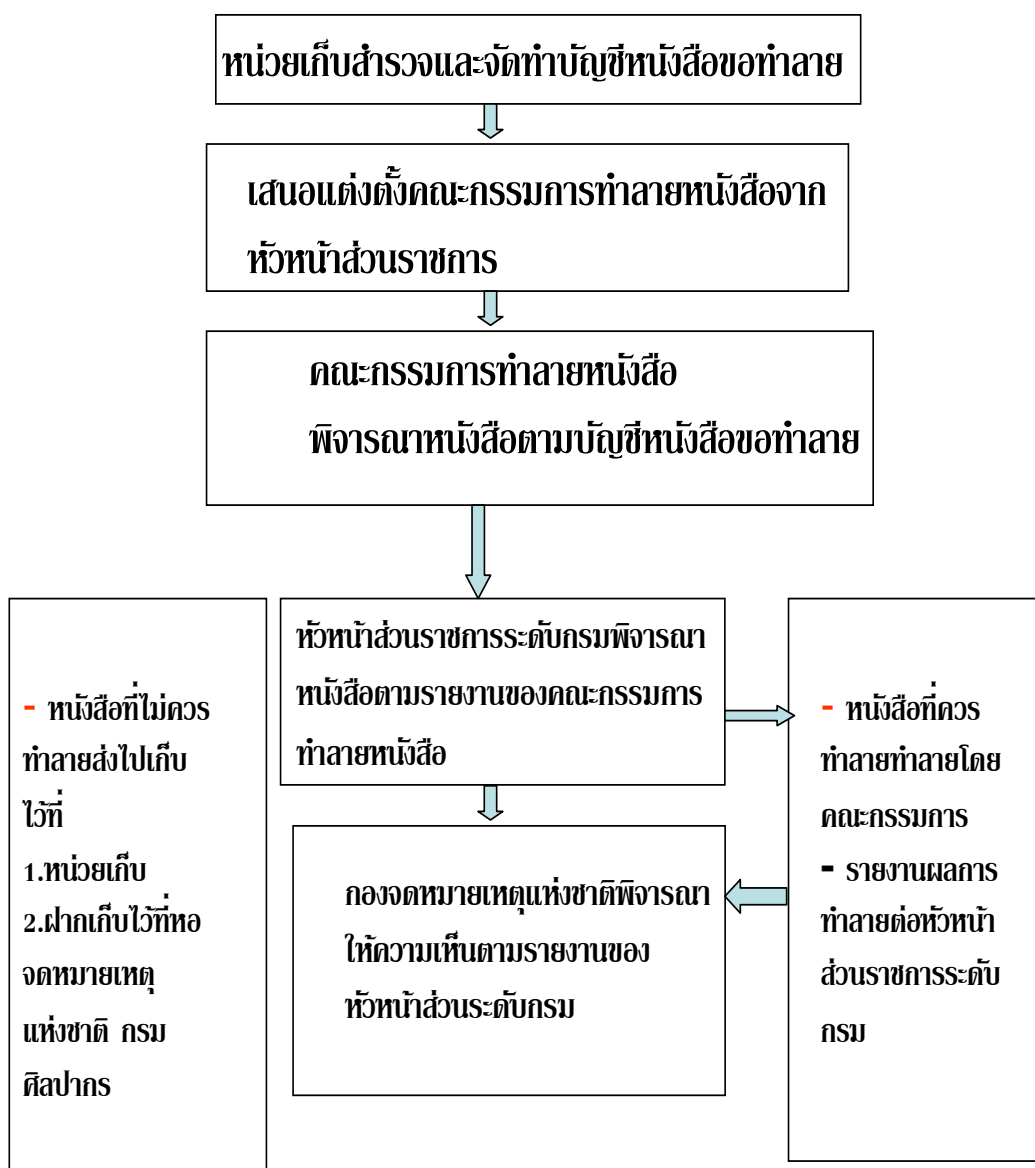 หน่วยเก็บสำรวจและจัดทำบัญชีหนังสือขอทำลาย
เสนอแต่งตั้งคณะกรรมการทำลายหนังสือจาก
หัวหน้าส่วนราชการ
คณะกรรมการทำลายหนังสือ
พิจารณาหนังสือตามบัญชีหนังสือขอทำลาย
- หนังสือที่ไม่ควร
ทำลายส่งไปเก็บ
ไว้ที่
1.หน่วยเก็บ
2.ฝากเก็บไว้ที่หอ
จดหมายเหตุ
แห่งชาติ กรม
ศิลปากร
หัวหน้าส่วนราชการระดับกรมพิจารณา
หนังสือตามรายงานของคณะกรรมการ
ทำลายหนังสือ
กองจดหมายเหตุแห่งชาติพิจารณา
ให้ความเห็นตามรายงานของ
หัวหน้าส่วนระดับกรม
- หนังสือที่ควร
ทำลายทำลายโดย
คณะกรรมการ
- รายงานผลการ
ทำลายต่อหัวหน้า
ส่วนราชการระดับ
กรม